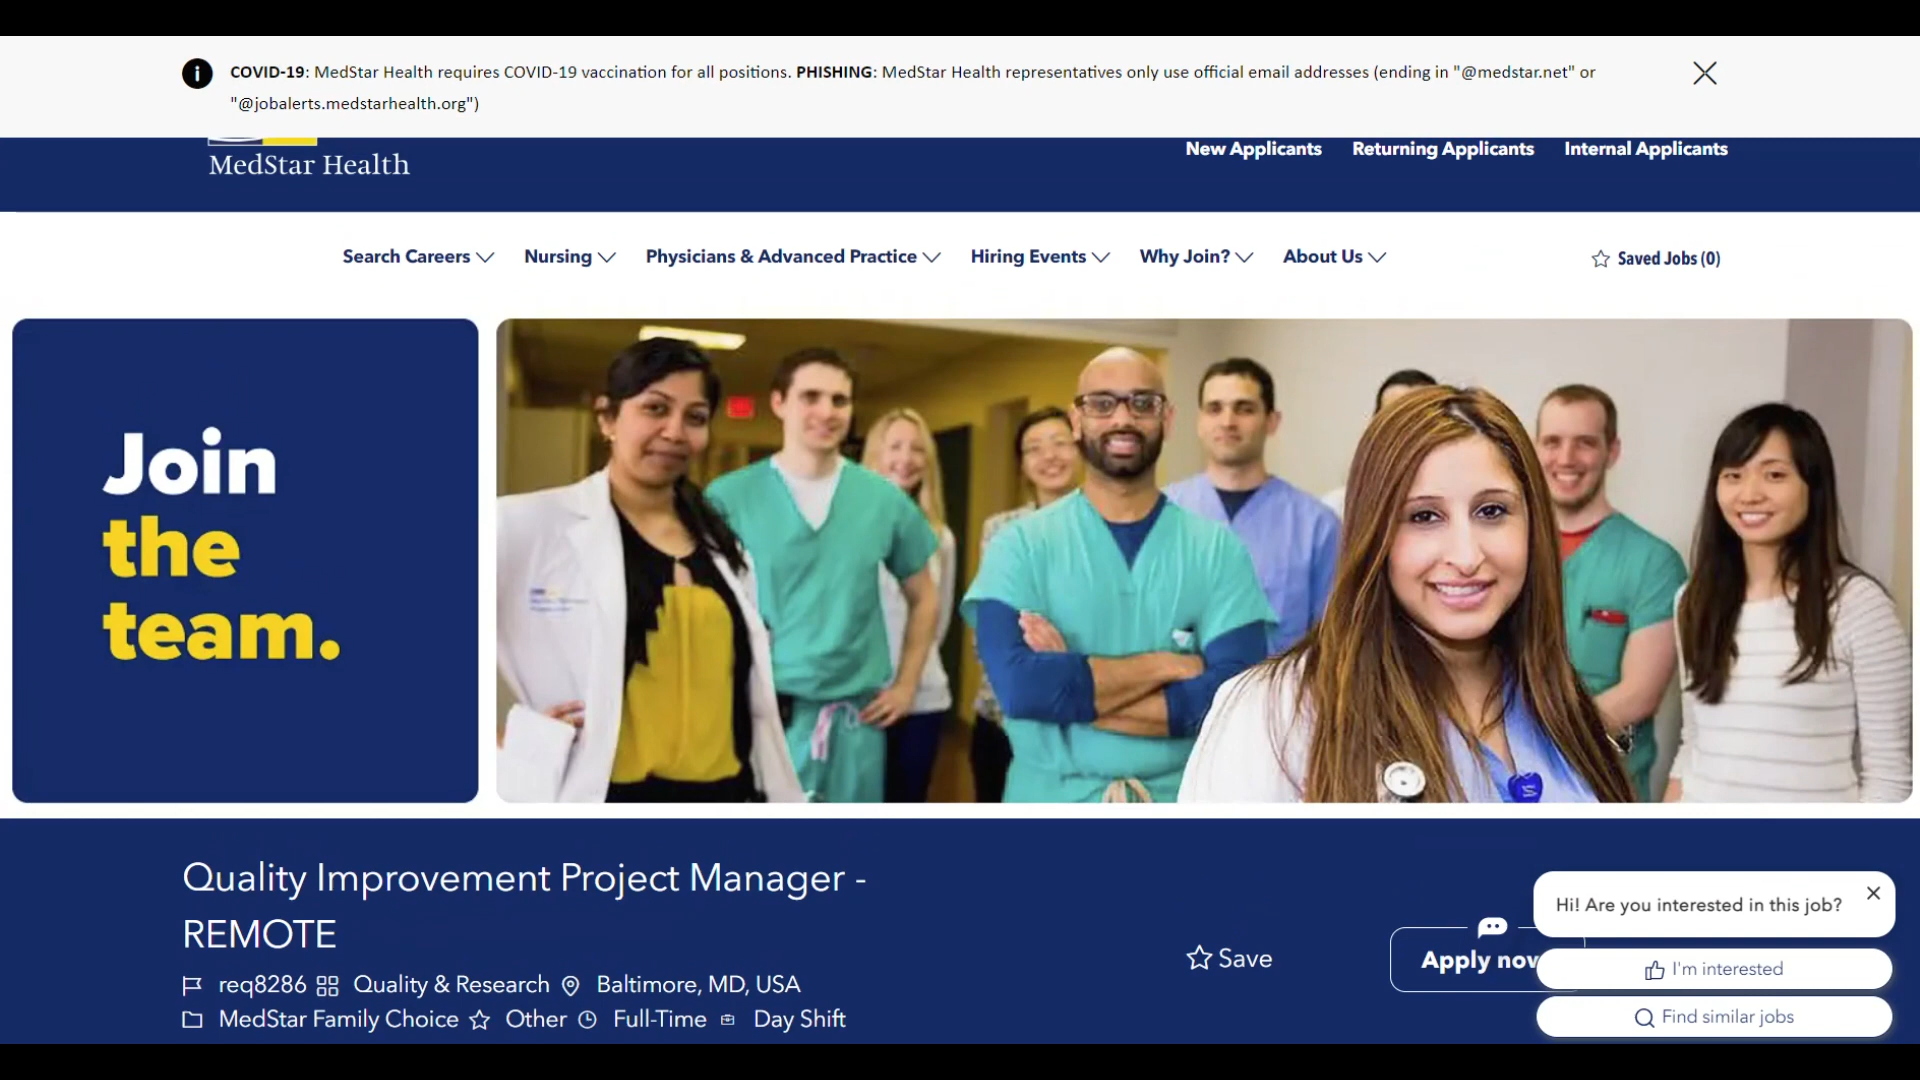 COVID-19: MedStar Health requires COVID-19 vaccination for all positions. PHISHING: MedStar Health representatives only use official email addresses (ending in "@medstar.net" or
"@jobalerts.medstarhealth.org")
MedStar Health
New Applicants Returning Applicants Internal Applicants
Search Careers Nursing Physicians & Advanced Practice Hiring Events Why Join? About Us Saved Jobs (0)
Join
the
team.
Quality Improvement Project Manager -
REMOTE
Save
Apply now
req8286 Quality & Research Baltimore, MD, USA
MedStar Family Choice Other Full-Time Day Shift
Hi! Are you interested in this job?
I'm interested
Find similar jobs